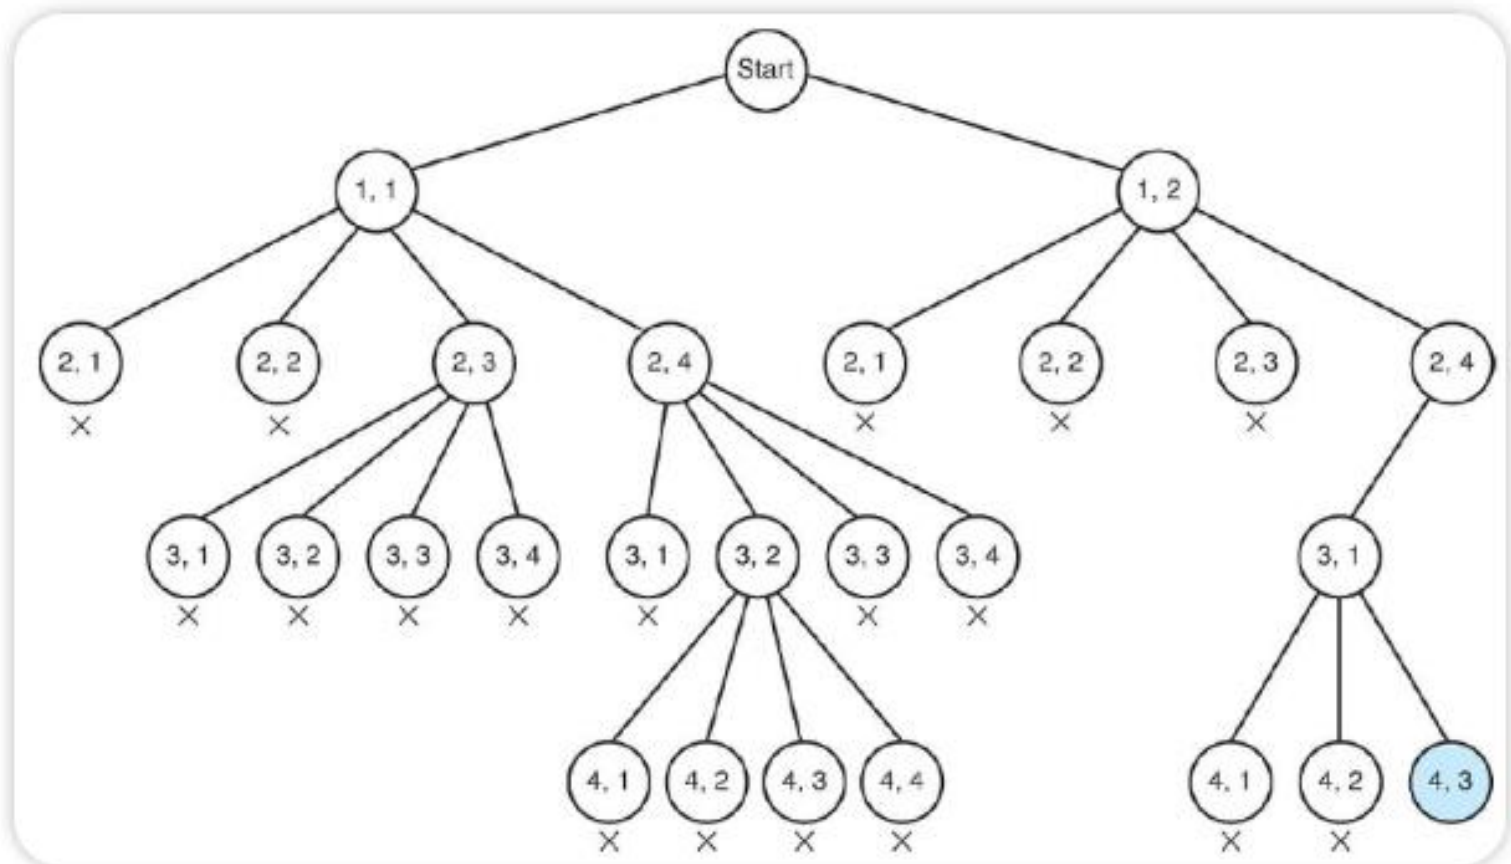 Start
1, 1 1, 2
2, 1 2, 2 2, 3 2, 4 2, 1 2, 2 2, 3 2, 4
× × × × ×
3, 1 3, 2 3, 3 3, 4 3, 1 3, 2 3, 3 3, 4 3, 1
× × × × × × ×
4, 1 4, 2 4, 3 4, 4 4, 1 4, 2 4, 3
× × × × × ×